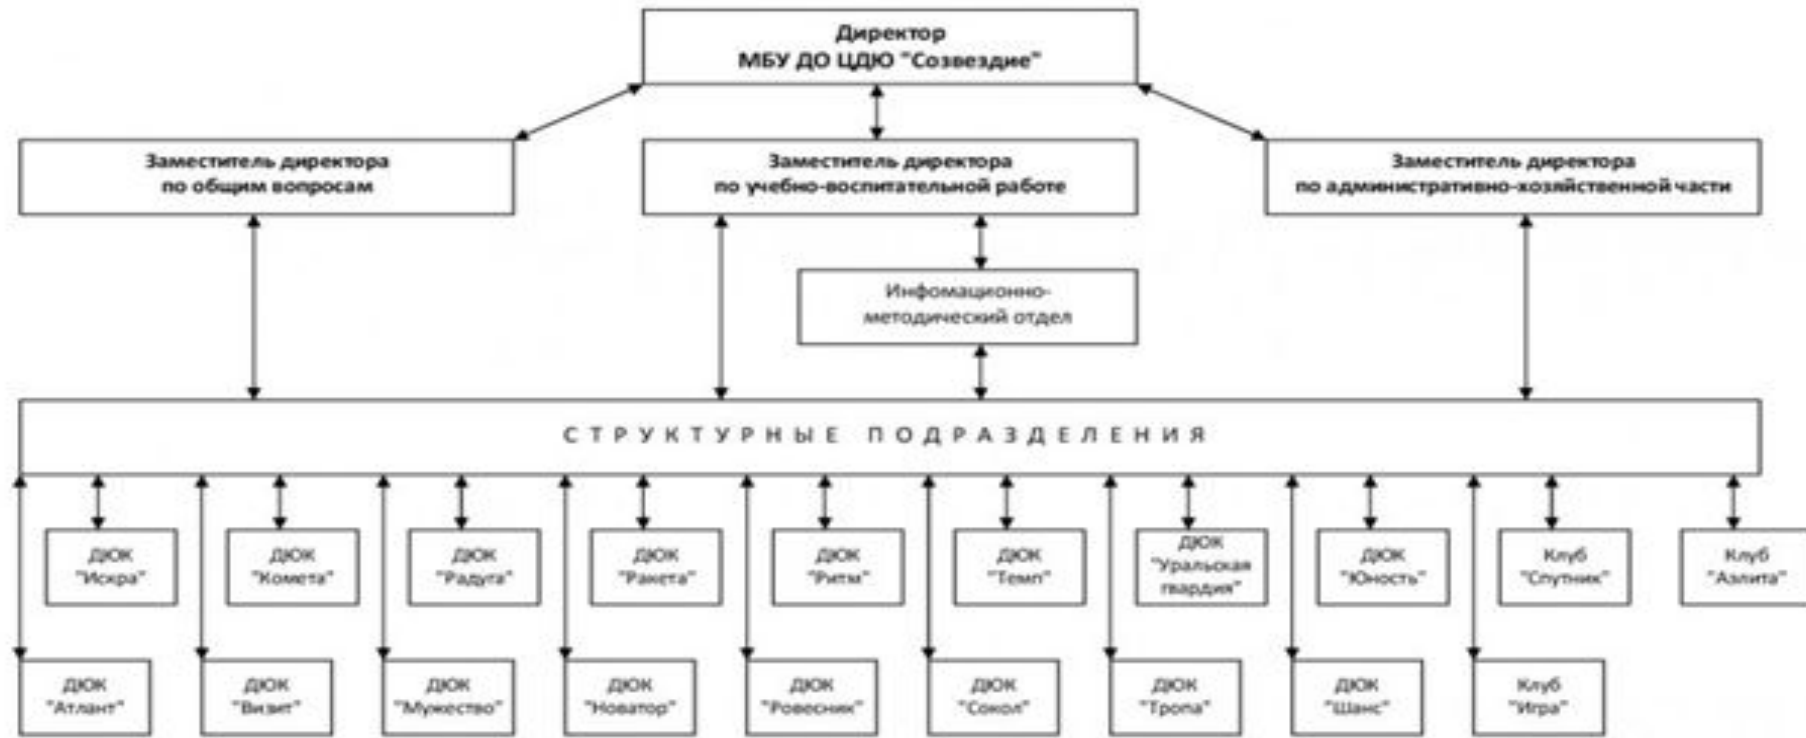 Директор
МБУ ДО ЦДЮ "Созвездие"
Заместитель директора
по общим вопросам
Заместитель директора
по учебно-воспитательной работе
Заместитель директора
по административно-хозяйственной части
Инфомационно-
методический отдел
СТРУКТУРНЫЕ ПОДРАЗДЕЛЕНИЯ
ДЮК
"Искра"
ДЮК
"Комета"
ДЮК
"Радуга"
ДЮК
"Ракета"
ДЮК
"Ритм"
ДЮК
"Темп"
ДЮК
"Уральская
гвардия"
ДЮК
"Юность"
Клуб
"Спутник"
Клуб
"Аэлита"
ДЮК
"Атлант"
ДЮК
"Визит"
ДЮК
"Мужество"
ДЮК
"Новатор"
ДЮК
"Ровесник"
ДЮК
"Сокол"
ДЮК
"Тропа"
ДЮК
"Шанс"
Клуб
"Игра"